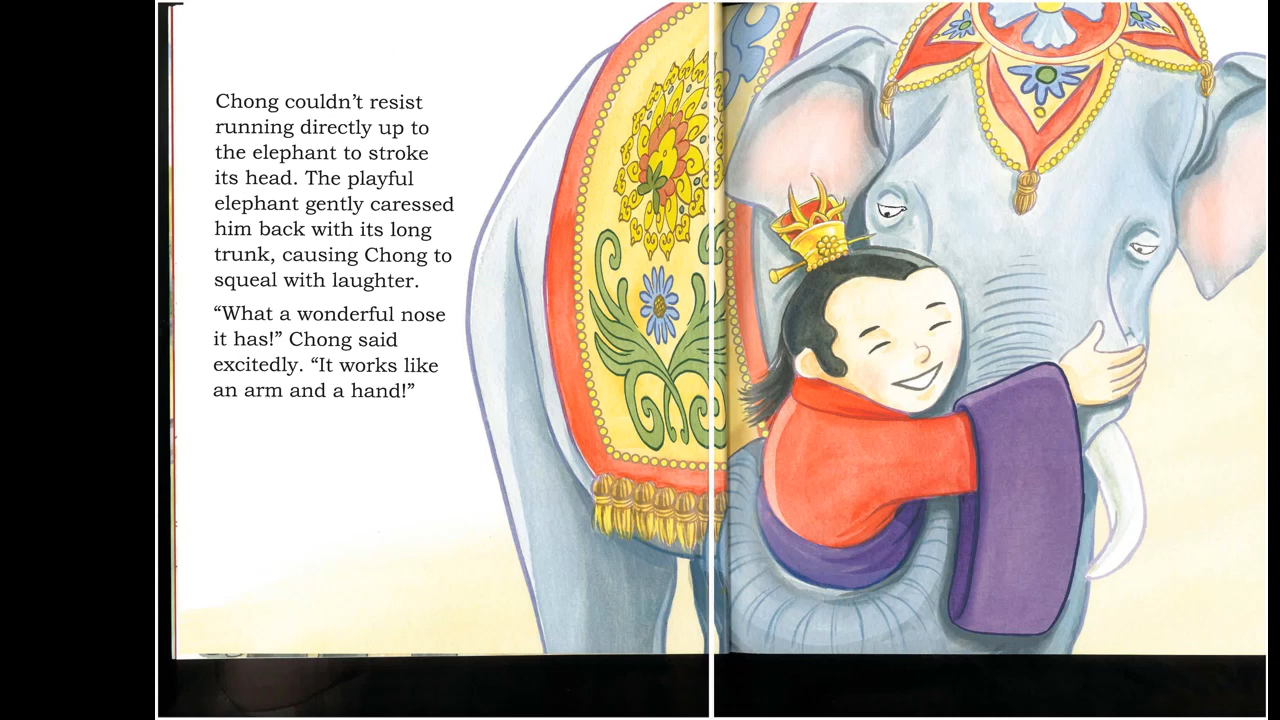 Chong couldn’t resist
running directly up to
the elephant to stroke
its head. The playful
elephant gently caressed
him back with its long
trunk, causing Chong to
squeal with laughter.
“What a wonderful nose
it has!” Chong said
excitedly. “It works like
an arm and a hand!”